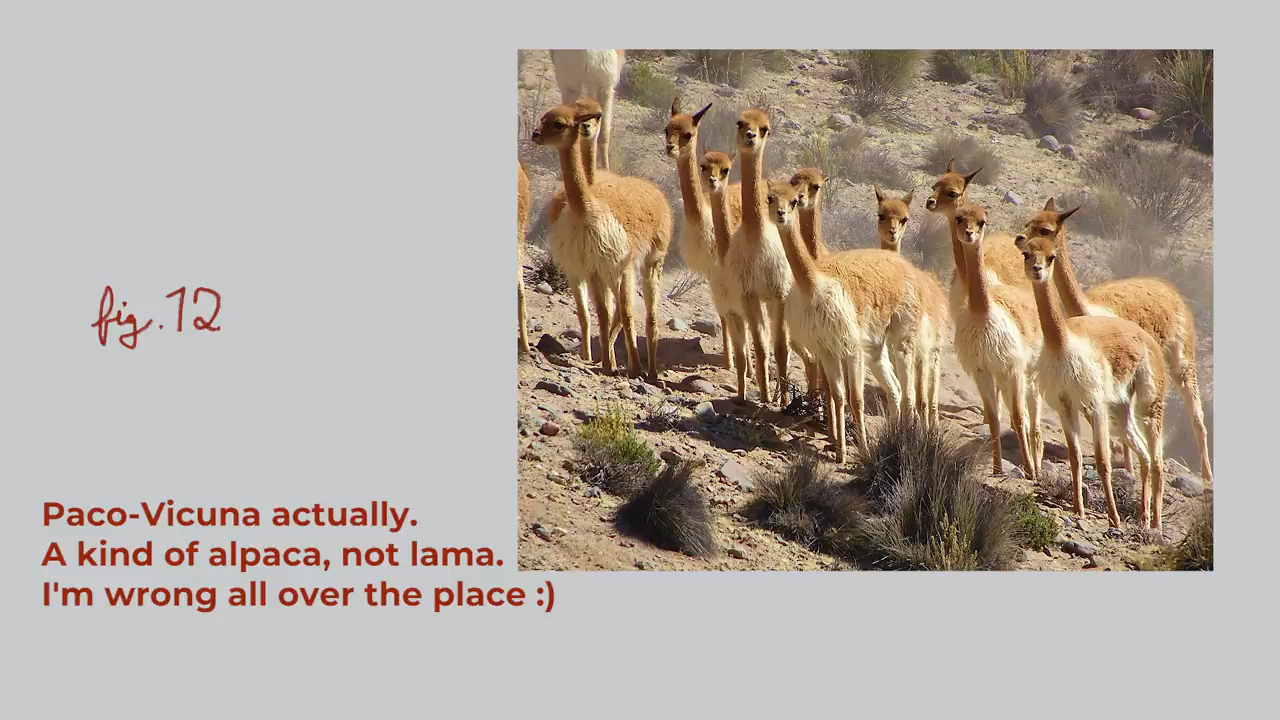 fig.12
Paco-Vicuna actually.
A kind of alpaca, not lama.
I'm wrong all over the place :)